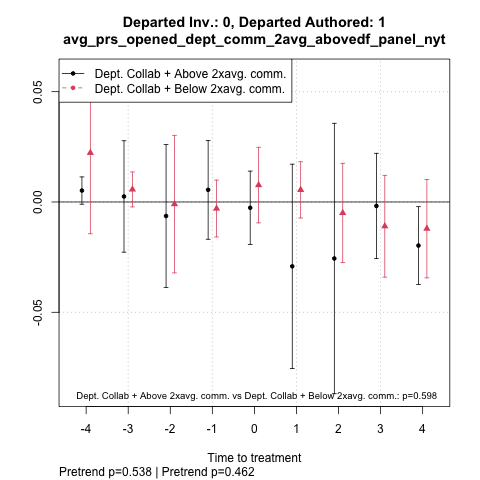 Departed Inv.: 0, Departed Authored: 1
avg_prs_opened_dept_comm_2avg_abovedf_panel_nyt
Dept. Collab + Above 2xavg. comm.
Dept. Collab + Below 2xavg. comm.
0.05
0.00
-0.05
Dept. Collab + Above 2xavg. comm. vs Dept. Collab + Below 2xavg. comm.: p=0.598
-4 -3 -2 -1 0 1 2 3 4
Time to treatment
Pretrend p=0.538 | Pretrend p=0.462